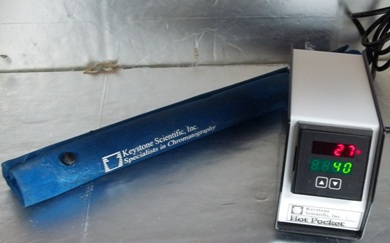 Keystone Scientific, Inc.
Specialists in Chromatography
27
40
Keystone
Scientific, Inc.
Hot Pocket